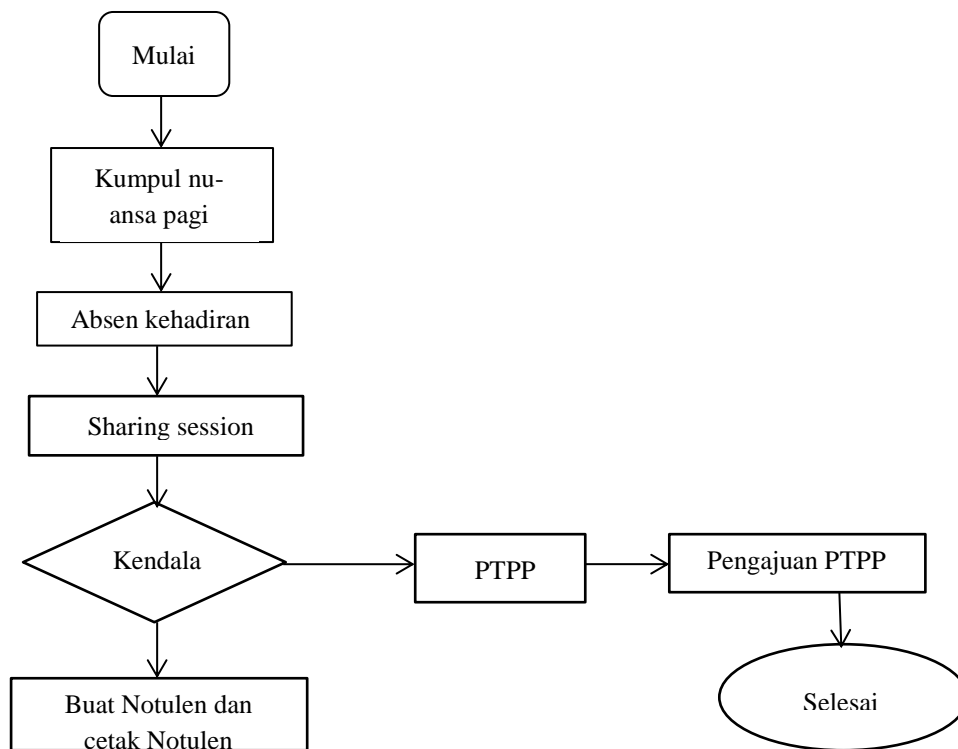 Mulai
Kumpul nu-
ansa pagi
Absen kehadiran
Sharing session
Kendala
PTPP
Pengajuan PTPP
Buat Notulen dan
cetak Notulen
Selesai